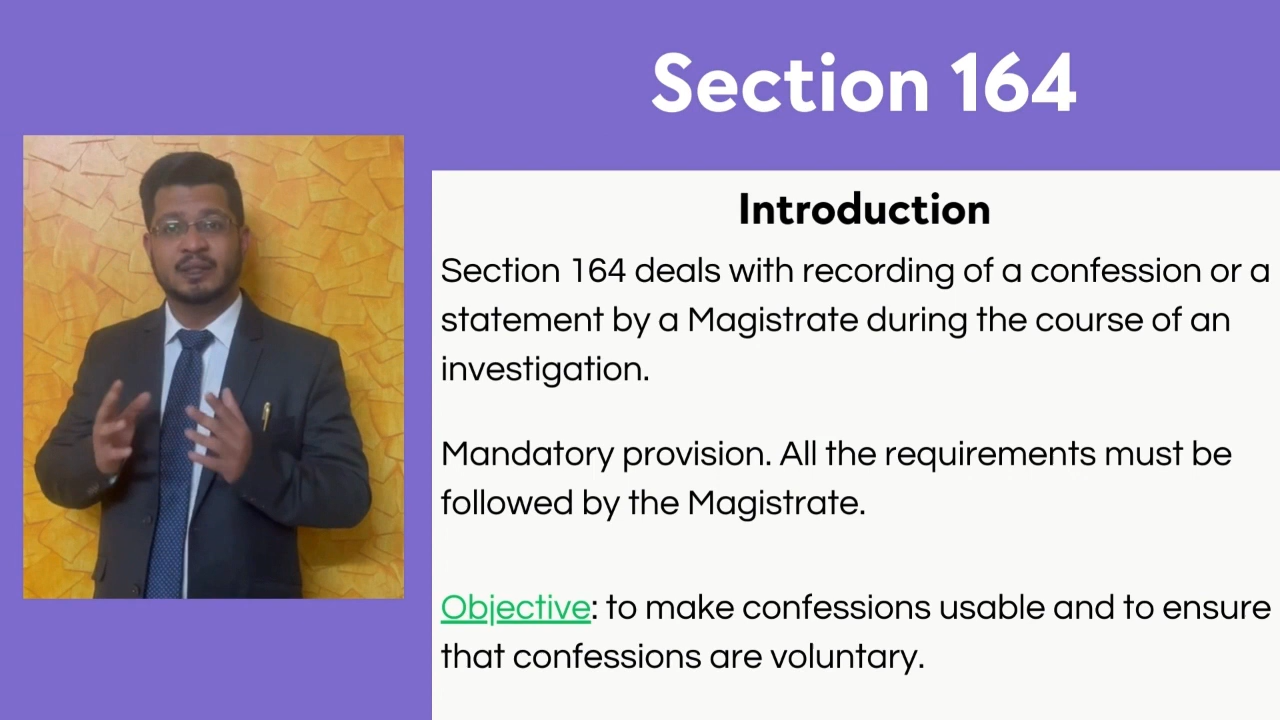 Section 164
Introduction
Section 164 deals with recording of a confession or a
statement by a Magistrate during the course of an
investigation.
Mandatory provision. All the requirements must be
followed by the Magistrate.
Objective: to make confessions usable and to ensure
that confessions are voluntary.